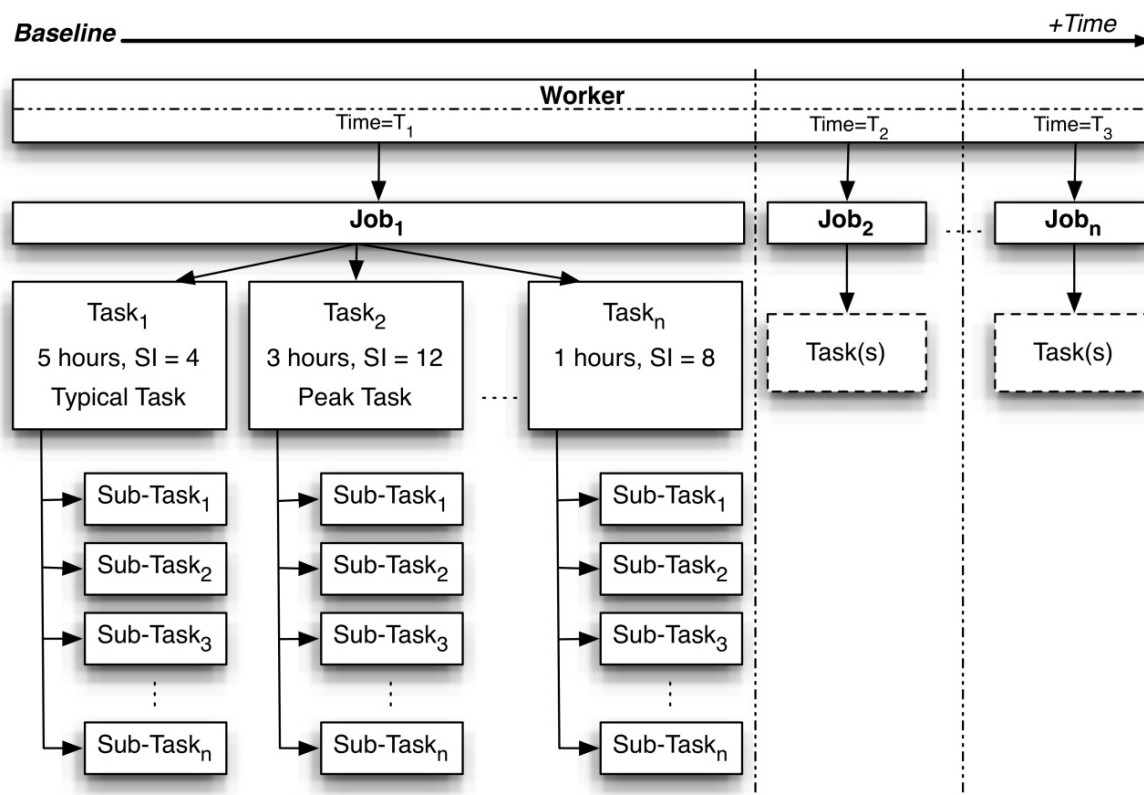 Baseline +Time
Worker
Time=T1 Time=T2 Time=T3
Job1 Job2 ..... Jobn
Task1 Task2 Taskn
5 hours, SI = 4 3 hours, SI = 12 1 hours, SI = 8
Typical Task Peak Task .....
Task(s) Task(s)
Sub-Task1 Sub-Task1 Sub-Task1
Sub-Task2 Sub-Task2 Sub-Task2
Sub-Task3 Sub-Task3 Sub-Task3
Sub-Taskn Sub-Taskn Sub-Taskn